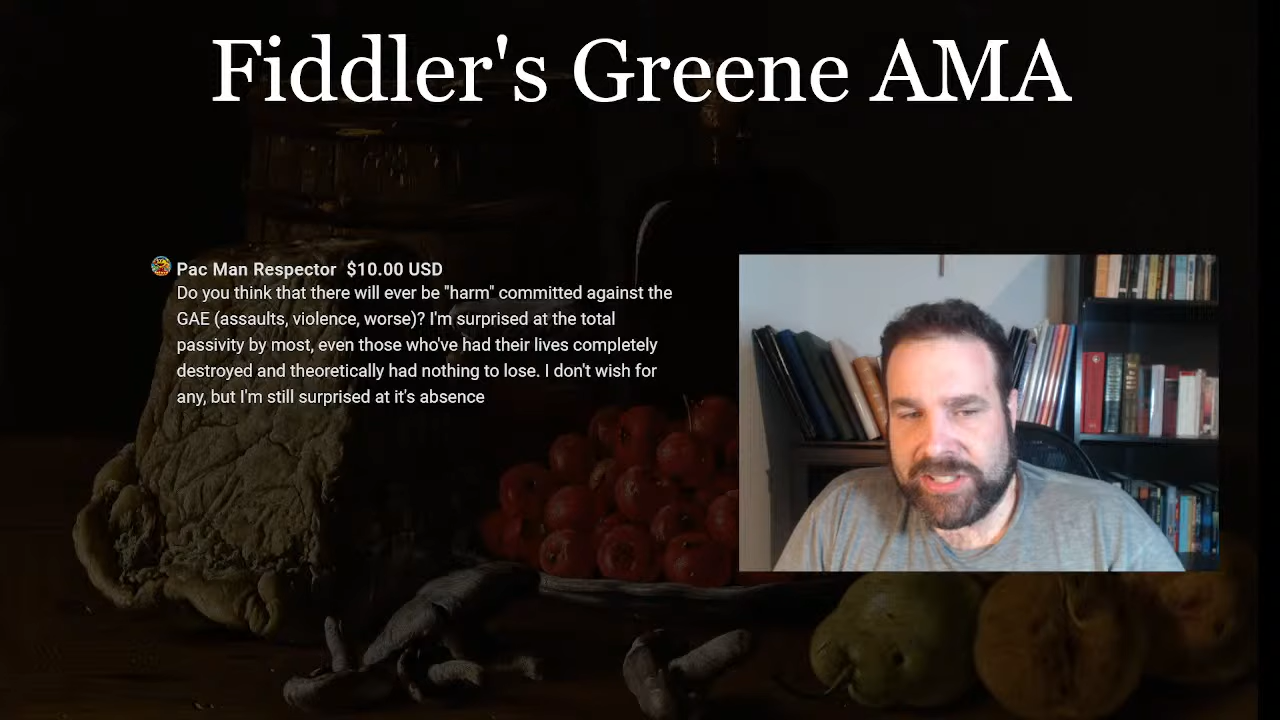 Fiddler's Greene AMA
Pac Man Respector $10.00 USD
Do you think that there will ever be "harm" committed against the
GAE (assaults, violence, worse)? I'm surprised at the total
passivity by most, even those who've had their lives completely
destroyed and theoretically had nothing to lose. I don't wish for
any, but I'm still surprised at it's absence